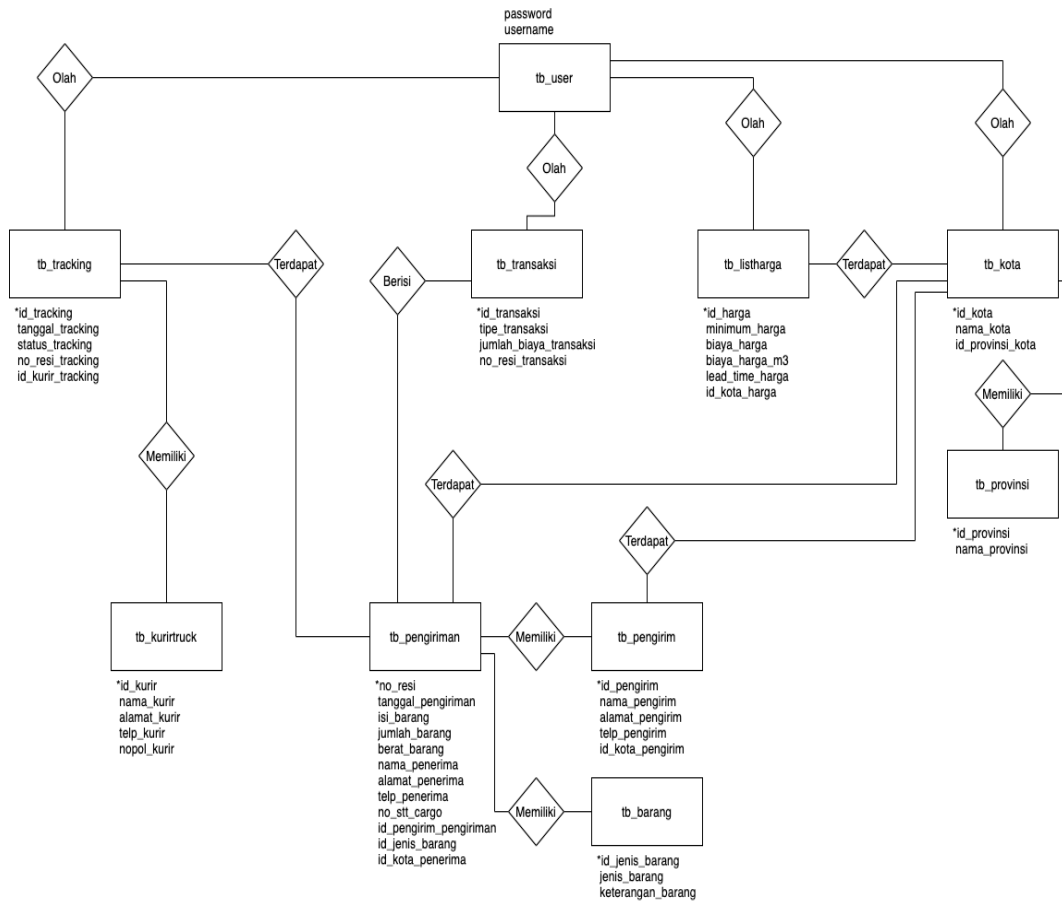 password
username
tb_user
Olah
Olah
Olah
Olah
tb_tracking
*id_tracking
tanggal_tracking
status_tracking
no_resi_tracking
id_kurir_tracking
Terdapat
Berisi
tb_transaksi
*id_transaksi
tipe_transaksi
jumlah_biaya_transaksi
no_resi_transaksi
tb_listharga
*id_harga
minimum_harga
biaya_harga
biaya_harga_m3
lead_time_harga
id_kota_harga
Terdapat
tb_kota
*id_kota
nama_kota
id_provinsi_kota
Memiliki
tb_provinsi
*id_provinsi
nama_provinsi
Memiliki
Terdapat
Terdapat
tb_kurirtruck
*id_kurir
nama_kurir
alamat_kurir
telp_kurir
nopol_kurir
tb_pengiriman
*no_resi
tanggal_pengiriman
isi_barang
jumlah_barang
berat_barang
nama_penerima
alamat_penerima
telp_penerima
no_stt_cargo
id_pengirim_pengiriman
id_jenis_barang
id_kota_penerima
Memiliki
tb_pengirim
*id_pengirim
nama_pengirim
alamat_pengirim
telp_pengirim
id_kota_pengirim
Memiliki
tb_barang
*id_jenis_barang
jenis_barang
keterangan_barang